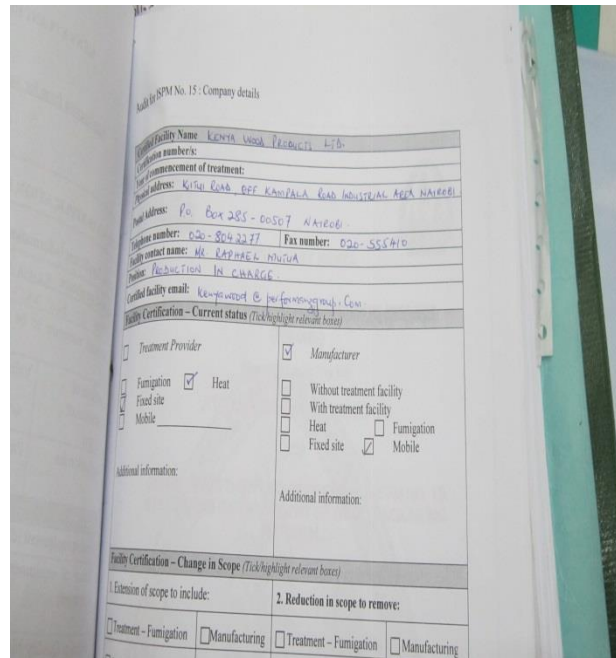 Audit for ISPM No. 15 : Company details
Certified Facility Name KENYA WOOD PRODUCTS LTD.
Certification number/s:
Year of commencement of treatment:
Physical address: KITUI ROAD, OFF KAMPALA ROAD INDUSTRIAL AREA NAIROBI
Postal Address: P.O. Box 285 - 00507 NAIROBI
Telephone number: 020-8042277 Fax number: 020-555410
Facility contact name: MR RAPHAEL MUTUA
Position: PRODUCTION IN CHARGE
Certified facility email: kenyawood @ performancegroup.Com.
Facility Certification – Current status (Tick/highlight relevant boxes)
Treatment Provider
Fumigation Heat
Fixed site
Mobile
Additional information:
Manufacturer
Without treatment facility
With treatment facility
Heat Fumigation
Fixed site Mobile
Additional information:
Facility Certification – Change in Scope (Tick/highlight relevant boxes)
1. Extension of scope to include: 2. Reduction in scope to remove:
Treatment – Fumigation Manufacturing Treatment – Fumigation Manufacturing